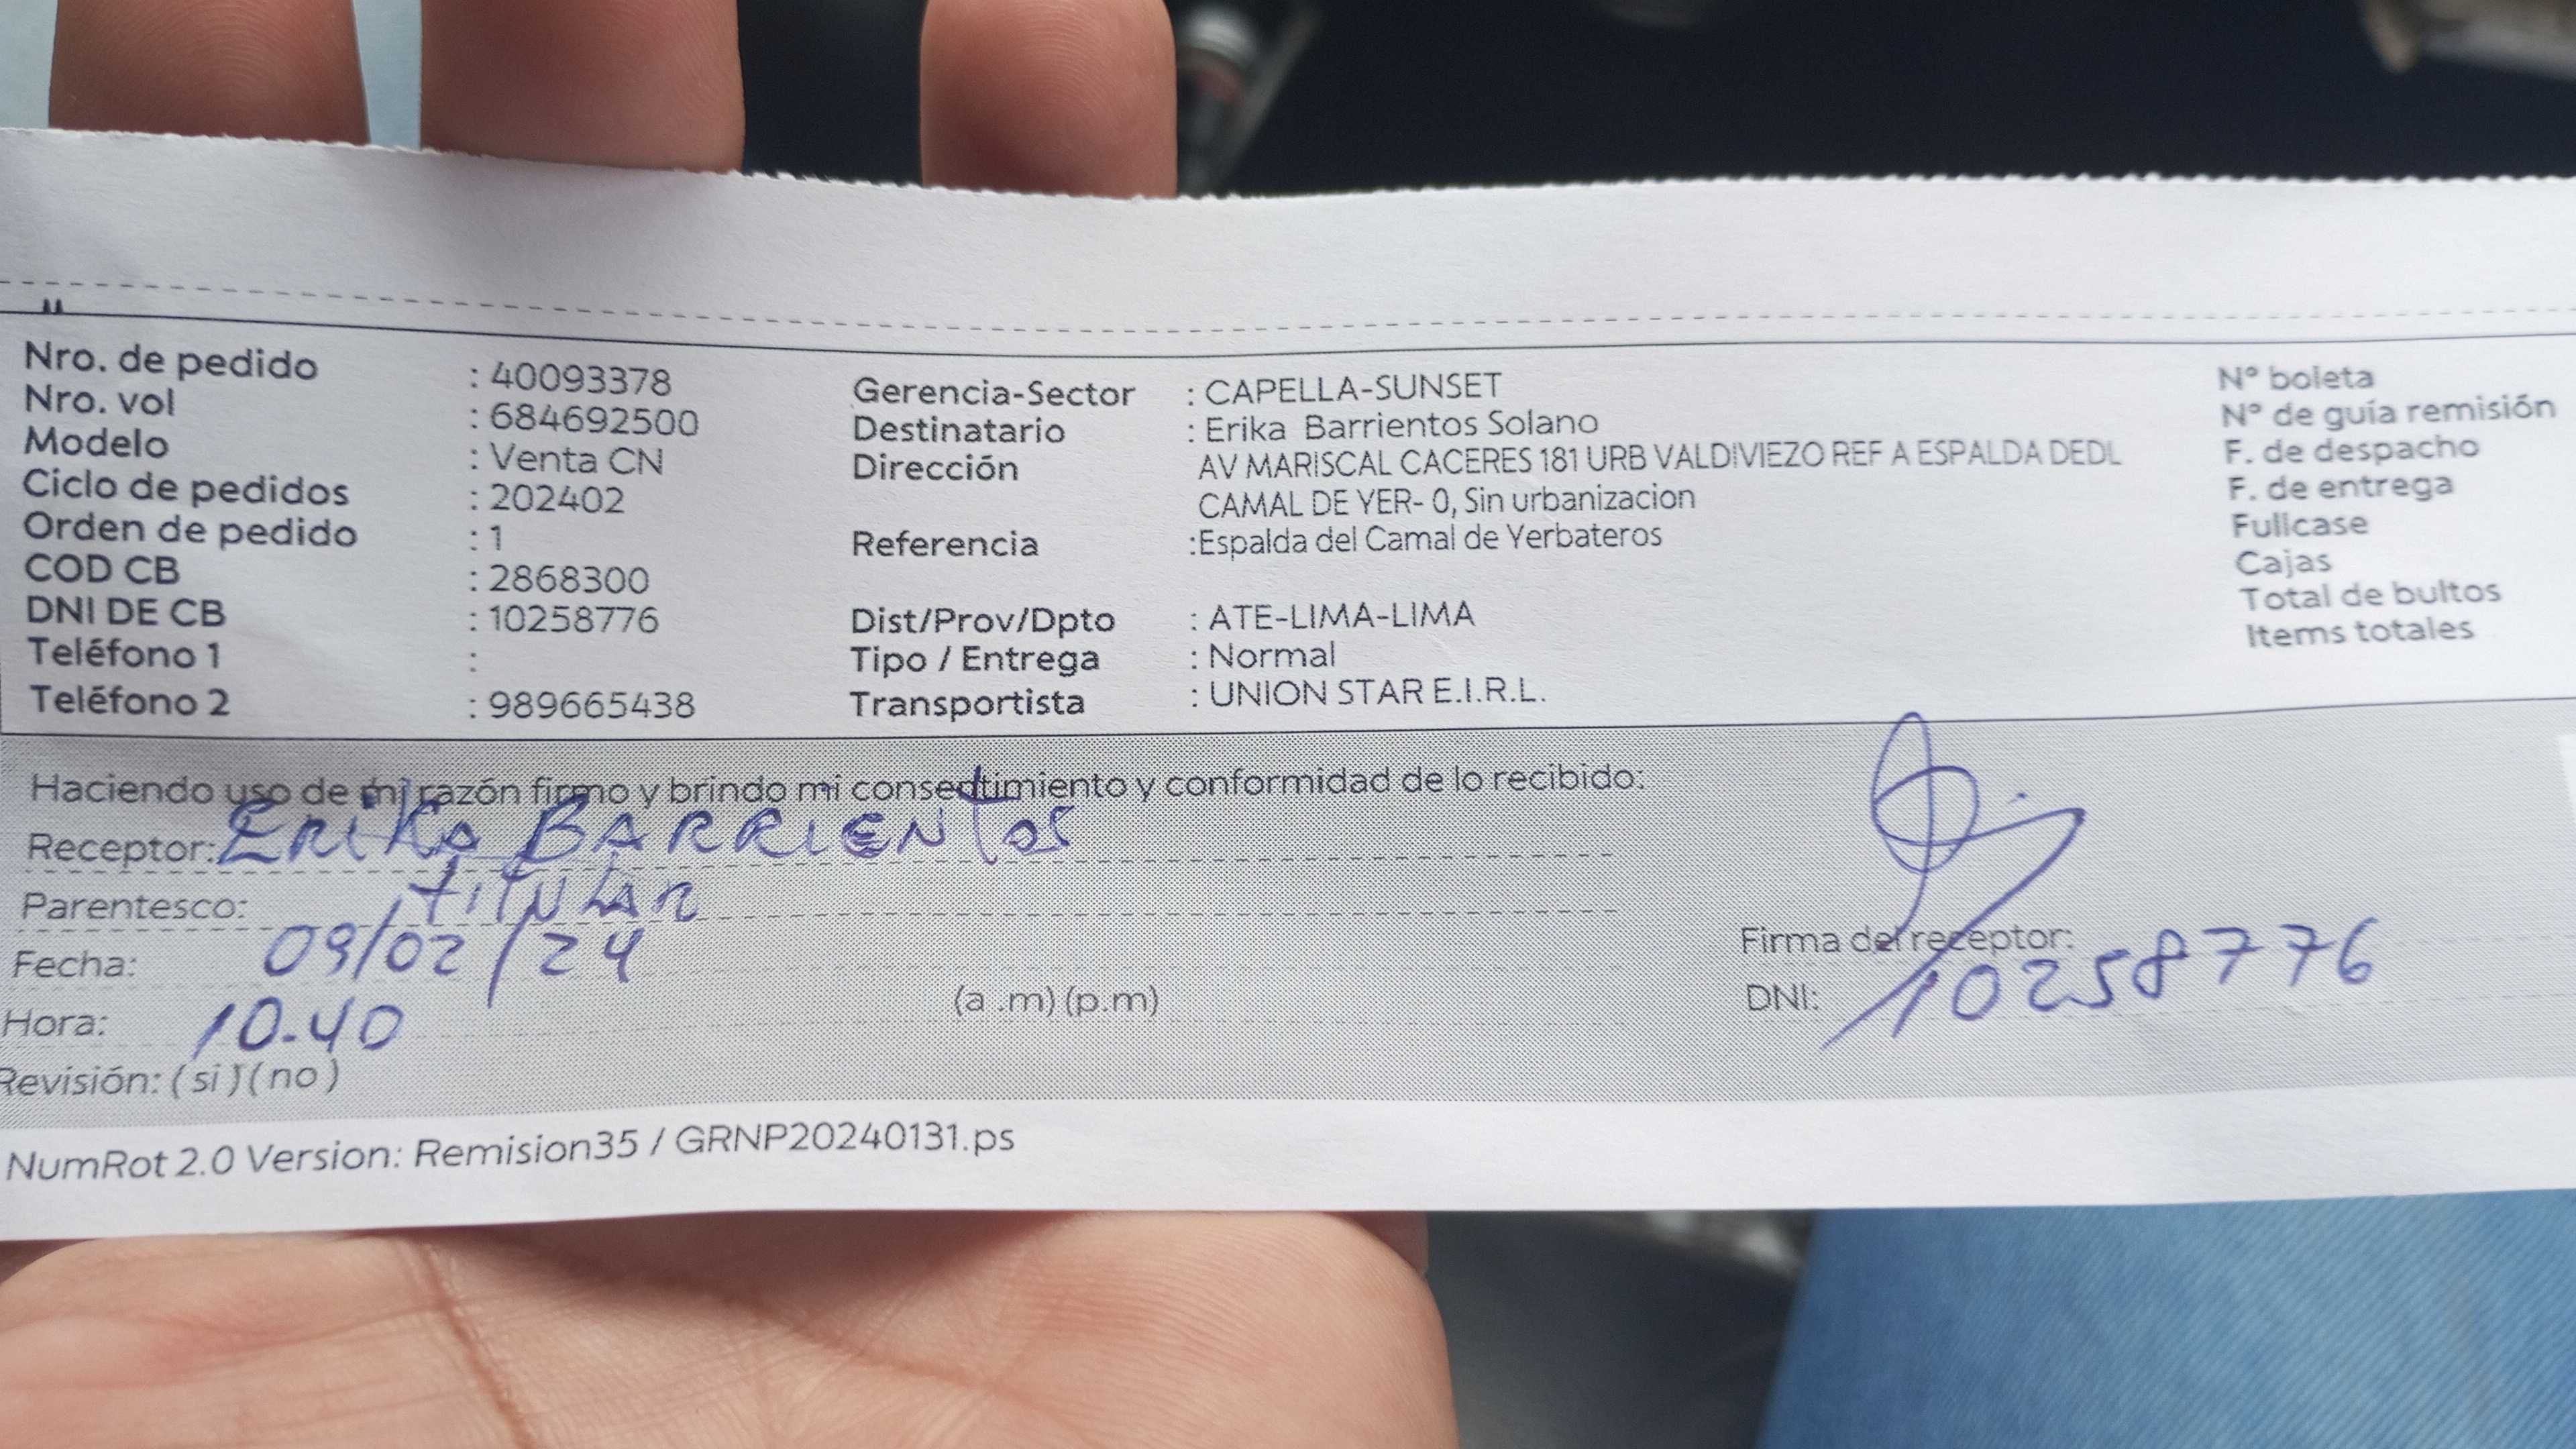 Nro. de pedido : 40093378
Nro. vol : 684692500
Modelo : Venta CN
Ciclo de pedidos : 202402
Orden de pedido : 1
COD CB : 2868300
DNI DE CB : 10258776
Teléfono 1 :
Teléfono 2 : 989665438
Gerencia-Sector : CAPELLA-SUNSET
Destinatario : Erika Barrientos Solano
Dirección AV MARISCAL CACERES 181 URB VALDIVIEZO REF A ESPALDA DEDL
CAMAL DE YER- 0, Sin urbanizacion
Referencia :Espalda del Camal de Yerbateros
Dist/Prov/Dpto : ATE-LIMA-LIMA
Tipo / Entrega : Normal
Transportista : UNION STAR E.I.R.L.
Nº boleta
Nº de guía remisión
F. de despacho
F. de entrega
Fullcase
Cajas
Total de bultos
Items totales
Haciendo uso de mi razón firmo y brindo mi consentimiento y conformidad de lo recibido:
Receptor: ERIKA BARRIENTOS
Parentesco: TITULAR
Fecha: 09/02/24
Hora: 10-40 (a .m) (p.m)
Revisión: ( si ) ( no )
Firma del receptor:
DNI: 10258776
NumRot 2.0 Version: Remision35 / GRNP20240131.ps